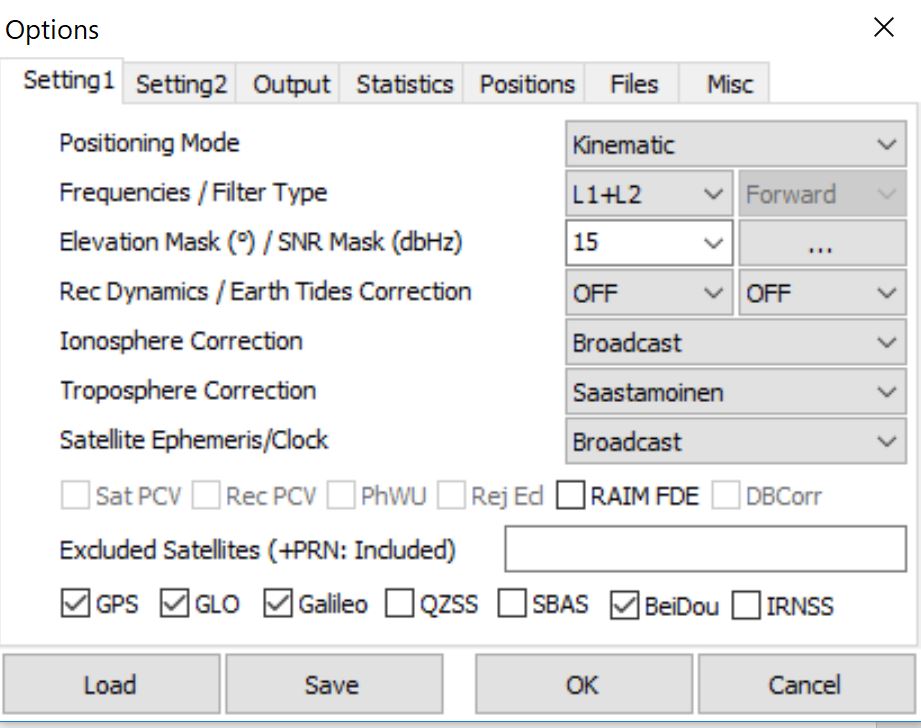 Options
Setting1 Setting2 Output Statistics Positions Files Misc
Positioning Mode Kinematic
Frequencies / Filter Type L1+L2 Forward
Elevation Mask (°) / SNR Mask (dbHz) 15 ...
Rec Dynamics / Earth Tides Correction OFF OFF
Ionosphere Correction Broadcast
Troposphere Correction Saastamoinen
Satellite Ephemeris/Clock Broadcast
Sat PCV Rec PCV PhWU Rej Ecl RAIM FDE DBCorr
Excluded Satellites (+PRN: Included)
GPS GLO Galileo QZSS SBAS BeiDou IRNSS
Load Save OK Cancel